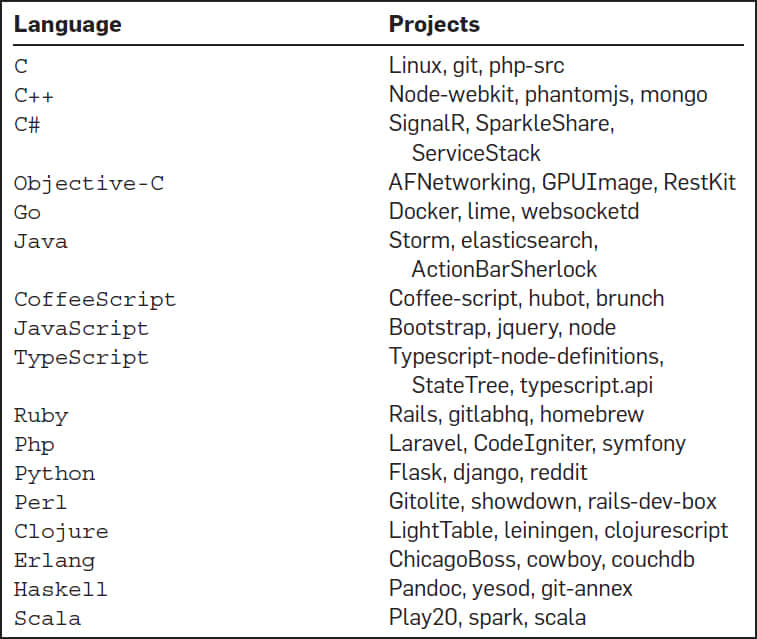 Language Projects
C Linux, git, php-src
C++ Node-webkit, phantomjs, mongo
C# SignalR, SparkleShare,
ServiceStack
Objective-C AFNetworking, GPUImage, RestKit
Go Docker, lime, websocketd
Java Storm, elasticsearch,
ActionBarSherlock
CoffeeScript Coffee-script, hubot, brunch
JavaScript Bootstrap, jquery, node
TypeScript Typescript-node-definitions,
StateTree, typescript.api
Ruby Rails, gitlabhq, homebrew
Php Laravel, CodeIgniter, symfony
Python Flask, django, reddit
Perl Gitolite, showdown, rails-dev-box
Clojure LightTable, leiningen, clojurescript
Erlang ChicagoBoss, cowboy, couchdb
Haskell Pandoc, yesod, git-annex
Scala Play20, spark, scala